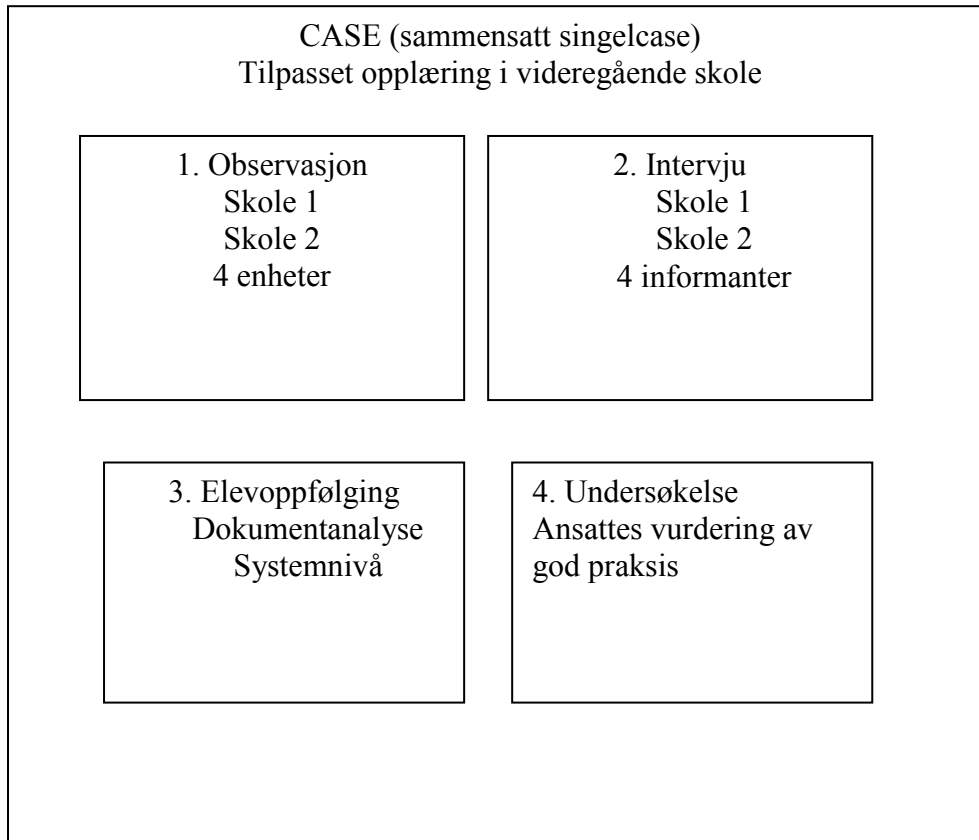 CASE (sammensatt singelcase)
Tilpasset opplæring i videregående skole
1. Observasjon
Skole 1
Skole 2
4 enheter
2. Intervju
Skole 1
Skole 2
4 informanter
3. Elevoppfølging
Dokumentanalyse
Systemnivå
4. Undersøkelse
Ansattes vurdering av
god praksis